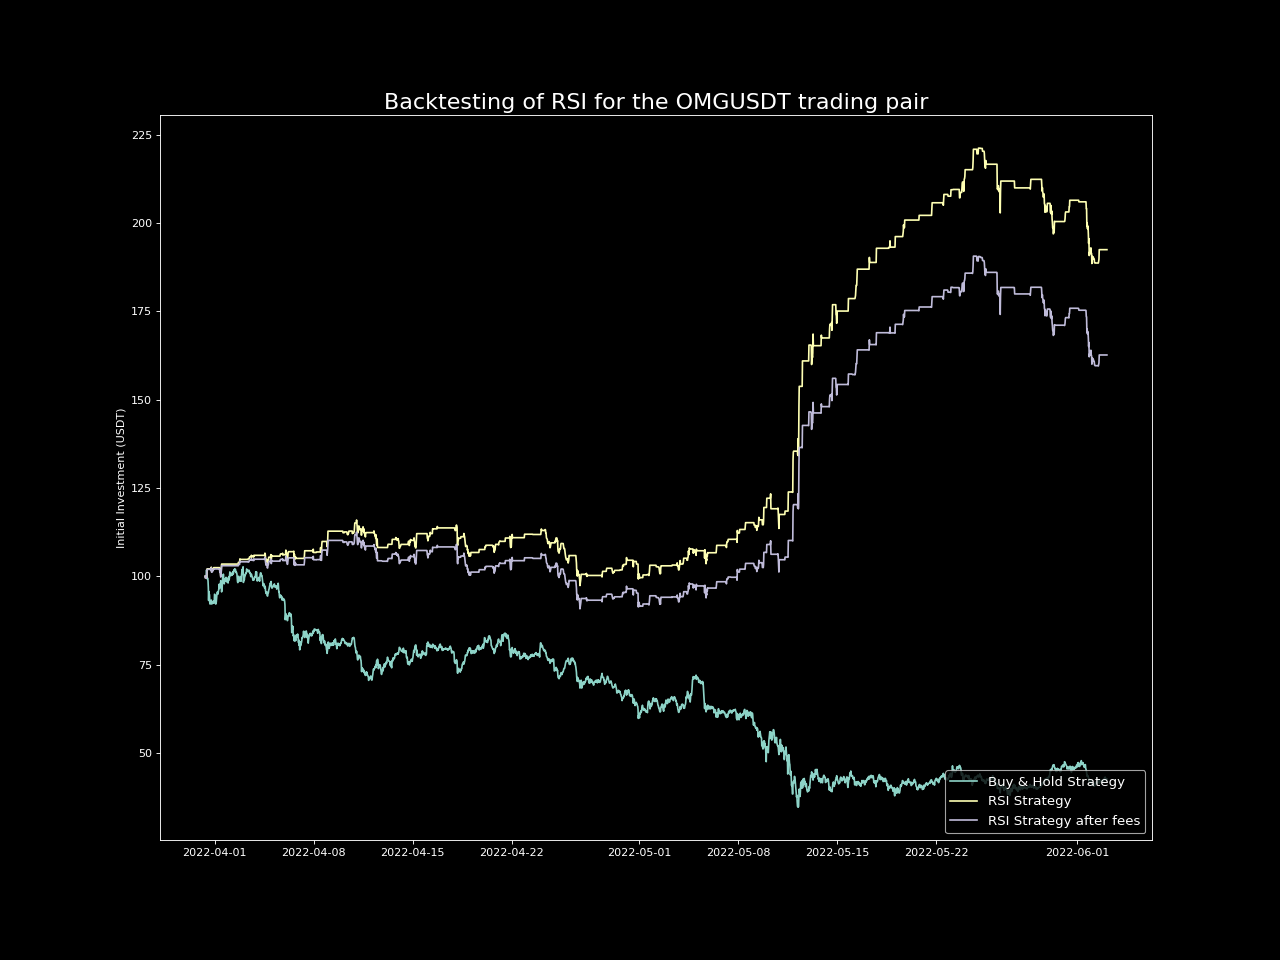 Backtesting of RSI for the OMGUSDT trading pair
225
200
175
150
125
100
75
50
Initial Investment (USDT)
Buy & Hold Strategy
RSI Strategy
RSI Strategy after fees
2022-04-01 2022-04-08 2022-04-15 2022-04-22 2022-05-01 2022-05-08 2022-05-15 2022-05-22 2022-06-01